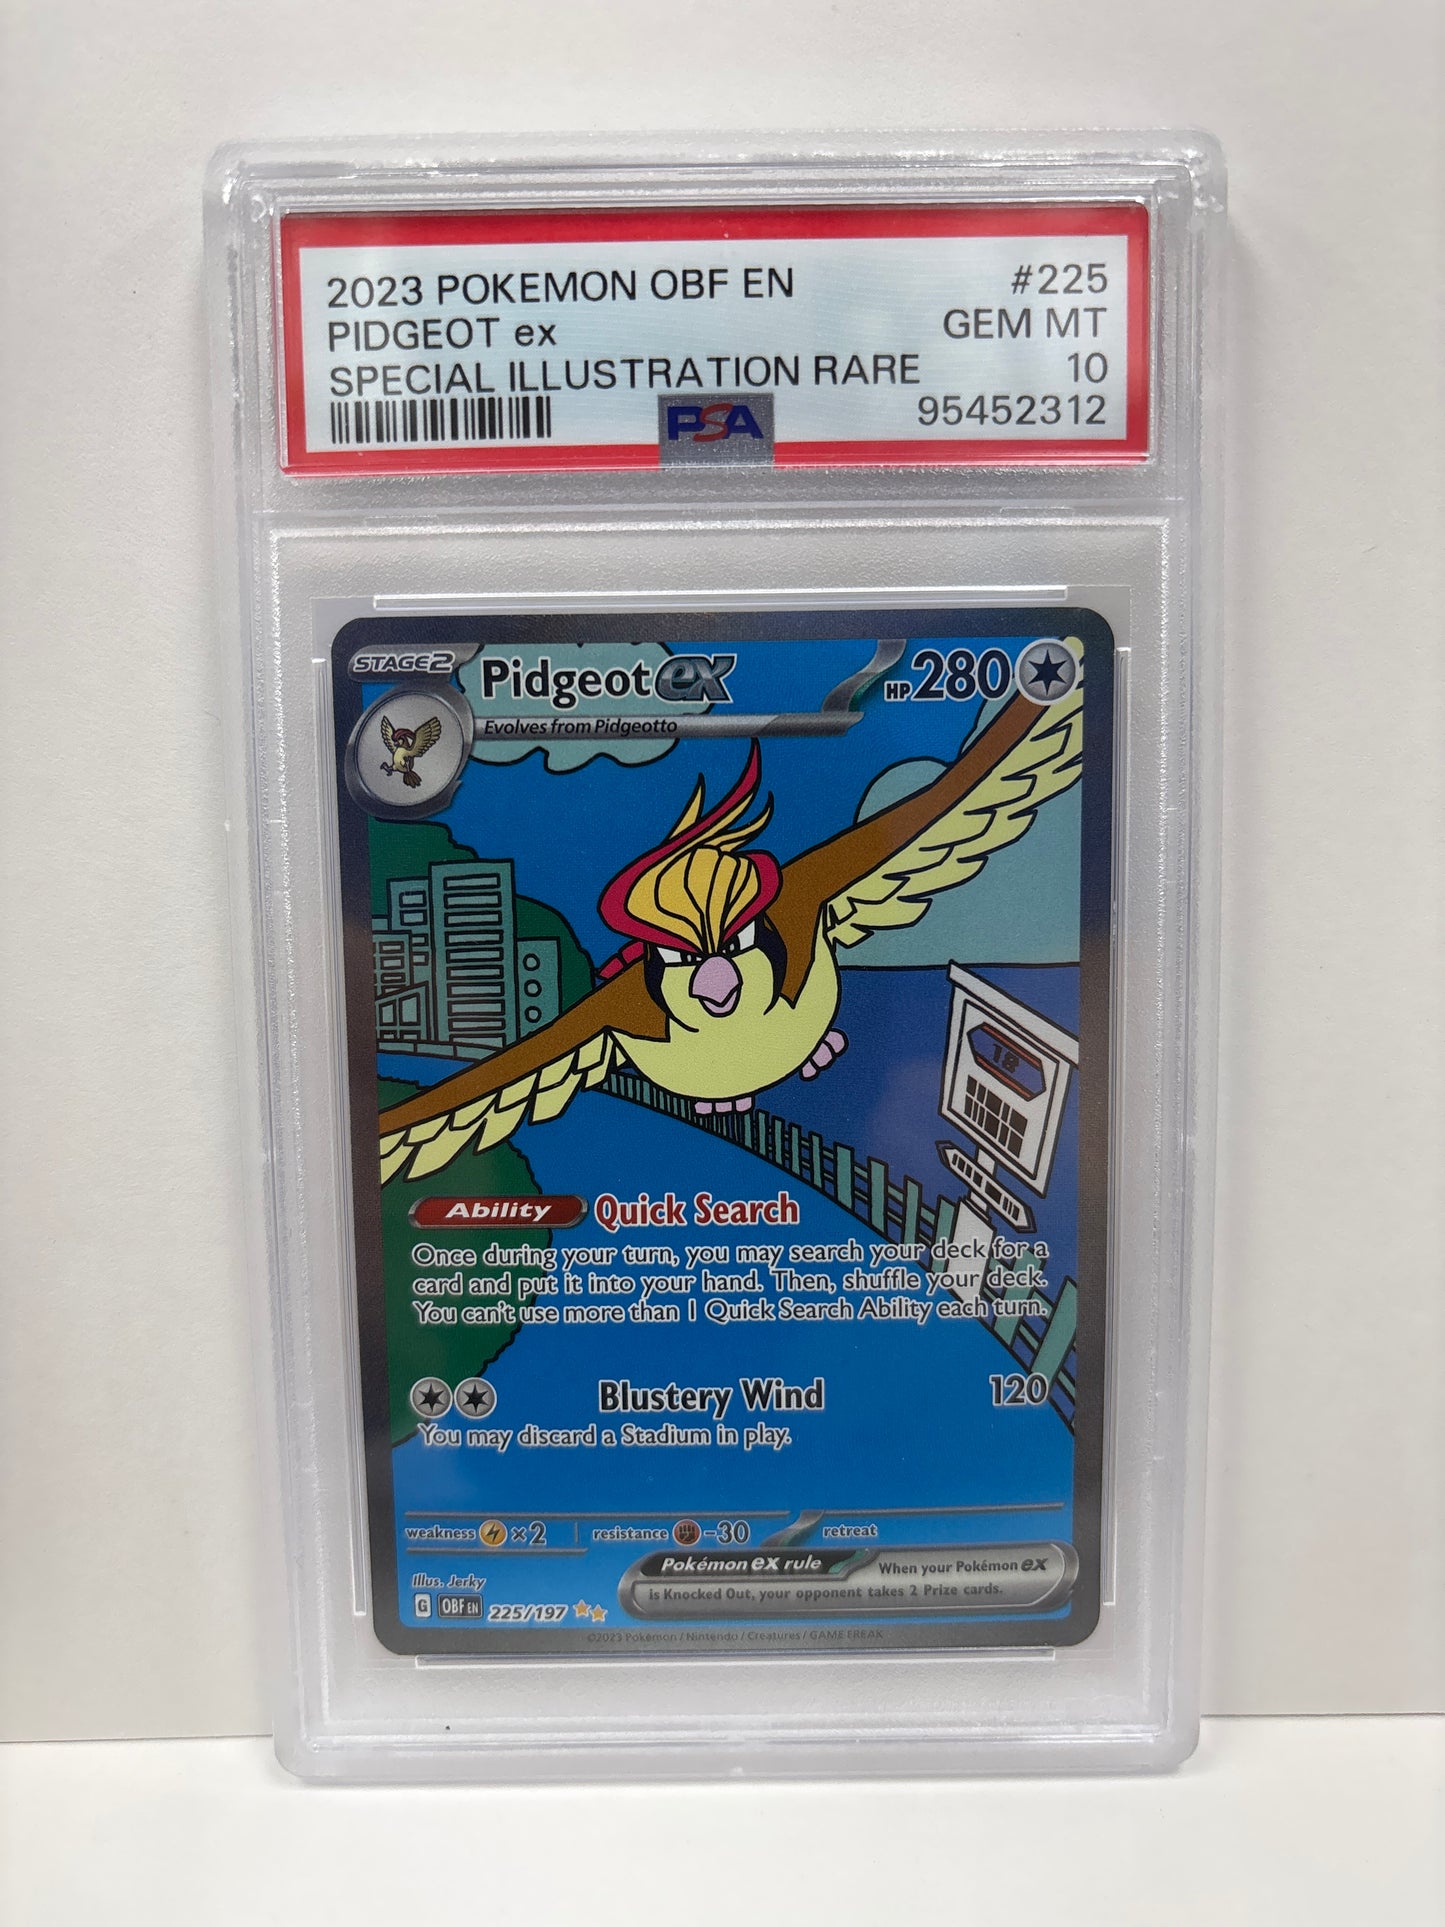 2023 POKEMON OBF EN #225
PIDGEOT ex GEM MT
SPECIAL ILLUSTRATION RARE 10
PSA 95452312
STAGE2 Pidgeot ex HP 280
Evolves from Pidgeotto
18
Ability Quick Search
Once during your turn, you may search your deck for a
card and put it into your hand. Then, shuffle your deck.
You can't use more than 1 Quick Search Ability each turn.
Blustery Wind 120
You may discard a Stadium in play.
weakness ×2 resistance -30 retreat
Pokémon ex rule When your Pokémon ex
is Knocked Out, your opponent takes 2 Prize cards.
Illus. Jerky
G OBF EN 225/197
©2023 Pokémon / Nintendo / Creatures / GAME FREAK